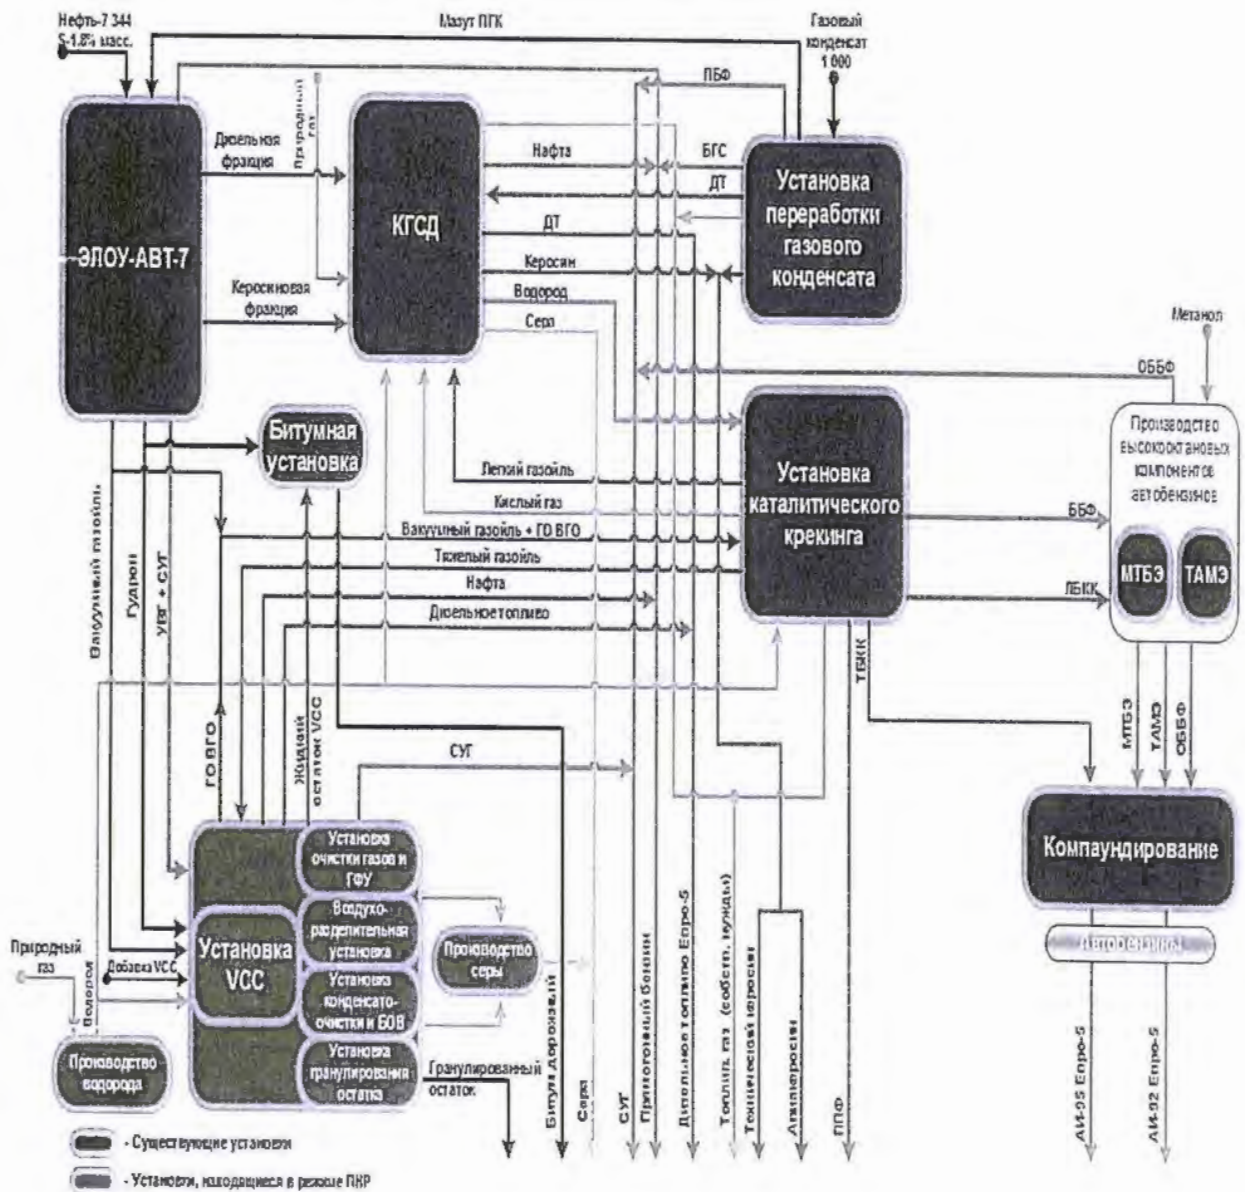 Нефть-7 344
S-1.8% масс.
Мазут ПГК
Газовый
конденсат
1 000
ПБФ
Природный
газ
Дизельная
фракция
Нафта
БГС
ДТ
Установка
переработки
газового
конденсата
КГСД
ЭЛОУ-АВТ-7
ДТ
Керосин
Водород
Сера
Керосиновая
фракция
Метанол
ОББФ
Битумная
установка
Производство
высокооктановых
компонентов
автобензинов
Легкий газойль
Кислый газ
Вакуумный газойль + ГО ВГО
Тяжелый газойль
Нафта
Дизельное топливо
Установка
каталитического
крекинга
ББФ
ЛБКК
МТБЭ
ТАМЭ
Вакуумный газойль
Гудрон
УВГ + СУГ
ГО ВГО
Жидкий
остаток VCC
СУГ
ТБКК
МТБЭ
ТАМЭ
ОББФ
Компаундирование
Автобензины
Установка
очистки газов и
ГФУ
Воздухо-
разделительная
установка
Установка
конденсато-
очистки и БОВ
Установка
гранулирования
остатка
Установка
VCC
Производство
серы
Природный
газ
Добавка VCC
Водород
Производство
водорода
Гранулированный
остаток
Битум дорожный
Сера
СУГ
Прямогонный бензин
Дизельное топливо Евро-5
Топлив. газ (собств. нужды)
Технический керосин
Авиакеросин
ППФ
АИ-95 Евро-5
АИ-92 Евро-5
- Существующие установки
- Установки, находящиеся в режиме ПНР